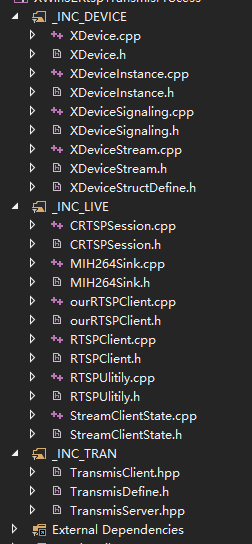 _INC_DEVICE
XDevice.cpp
XDevice.h
XDeviceInstance.cpp
XDeviceInstance.h
XDeviceSignaling.cpp
XDeviceSignaling.h
XDeviceStream.cpp
XDeviceStream.h
XDeviceStructDefine.h
_INC_LIVE
CRTSPSession.cpp
CRTSPSession.h
MIH264Sink.cpp
MIH264Sink.h
ourRTSPClient.cpp
ourRTSPClient.h
RTSPClient.cpp
RTSPClient.h
RTSPUlitily.cpp
RTSPUlitily.h
StreamClientState.cpp
StreamClientState.h
_INC_TRAN
TransmisClient.hpp
TransmisDefine.h
TransmisServer.hpp
External Dependencies